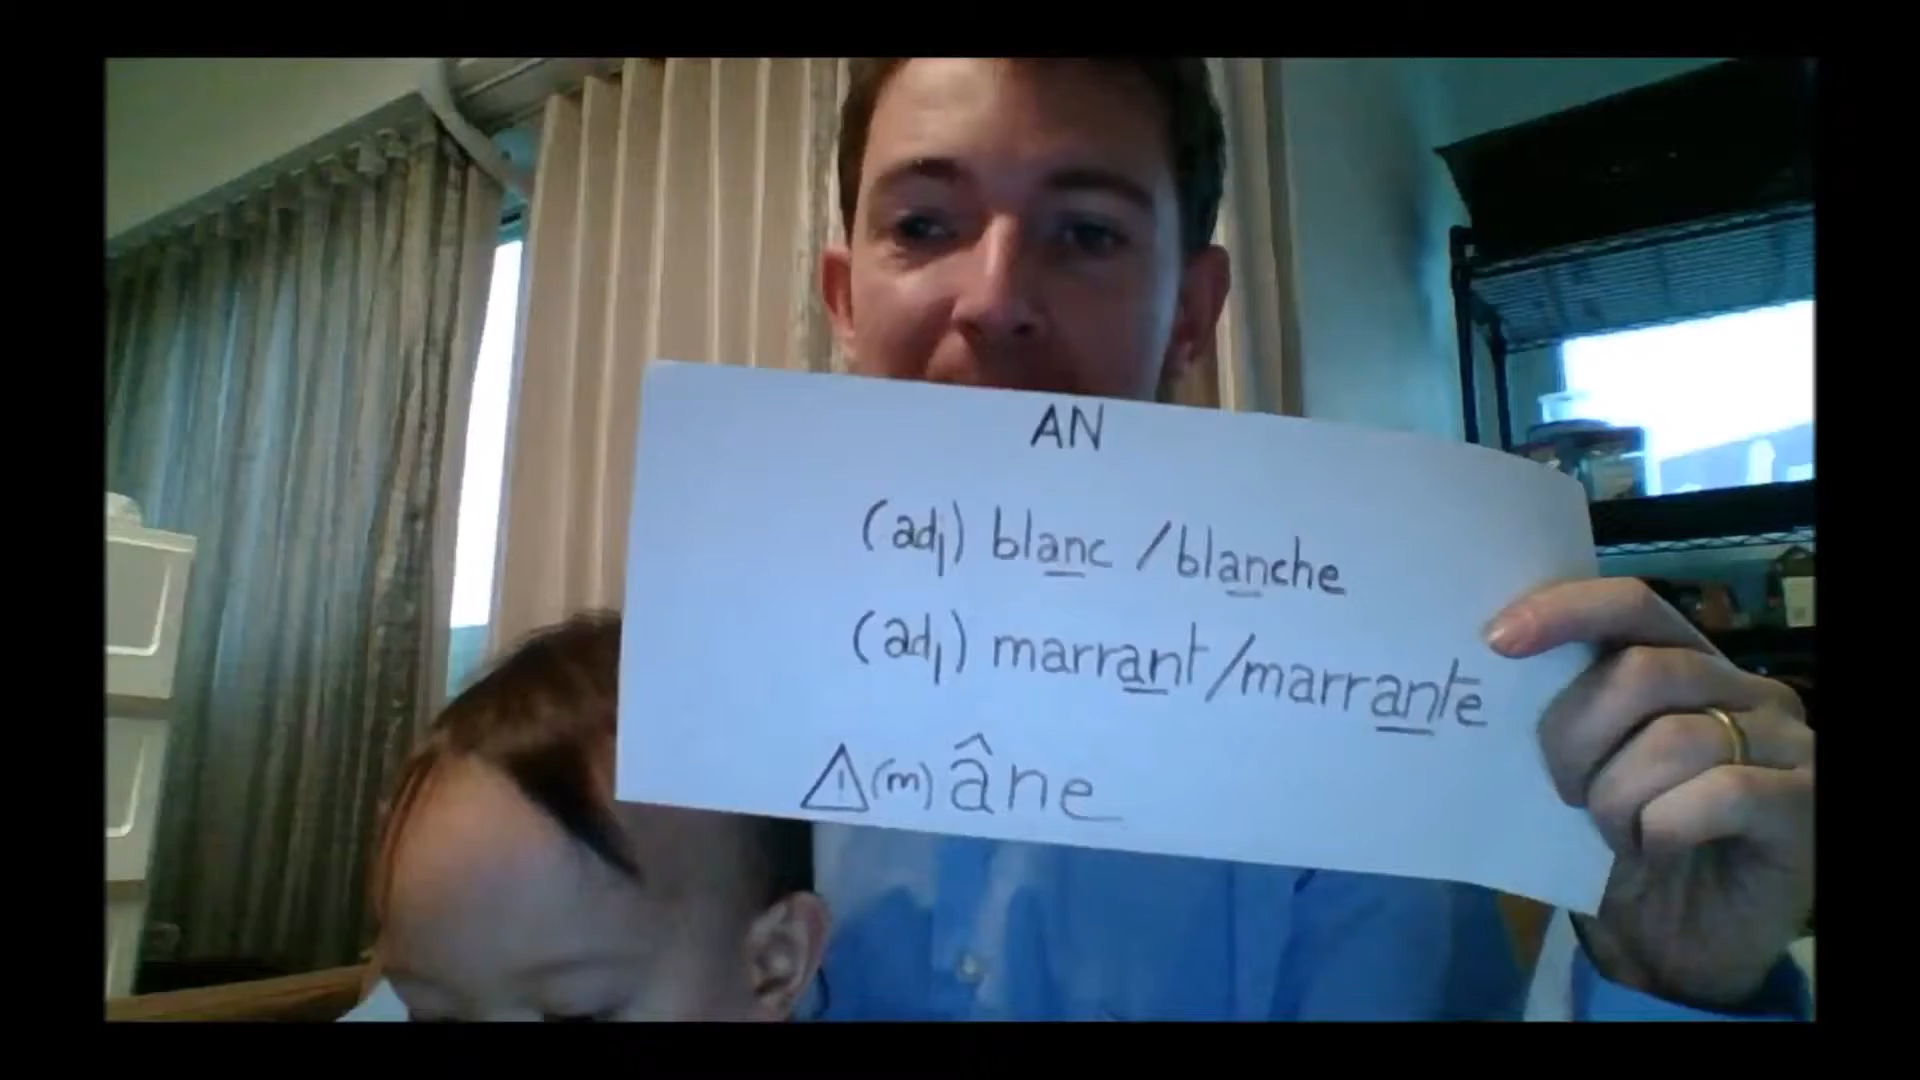 AN
(adj) blanc / blanche
(adj) marrant / marrante
⚠ (m) âne